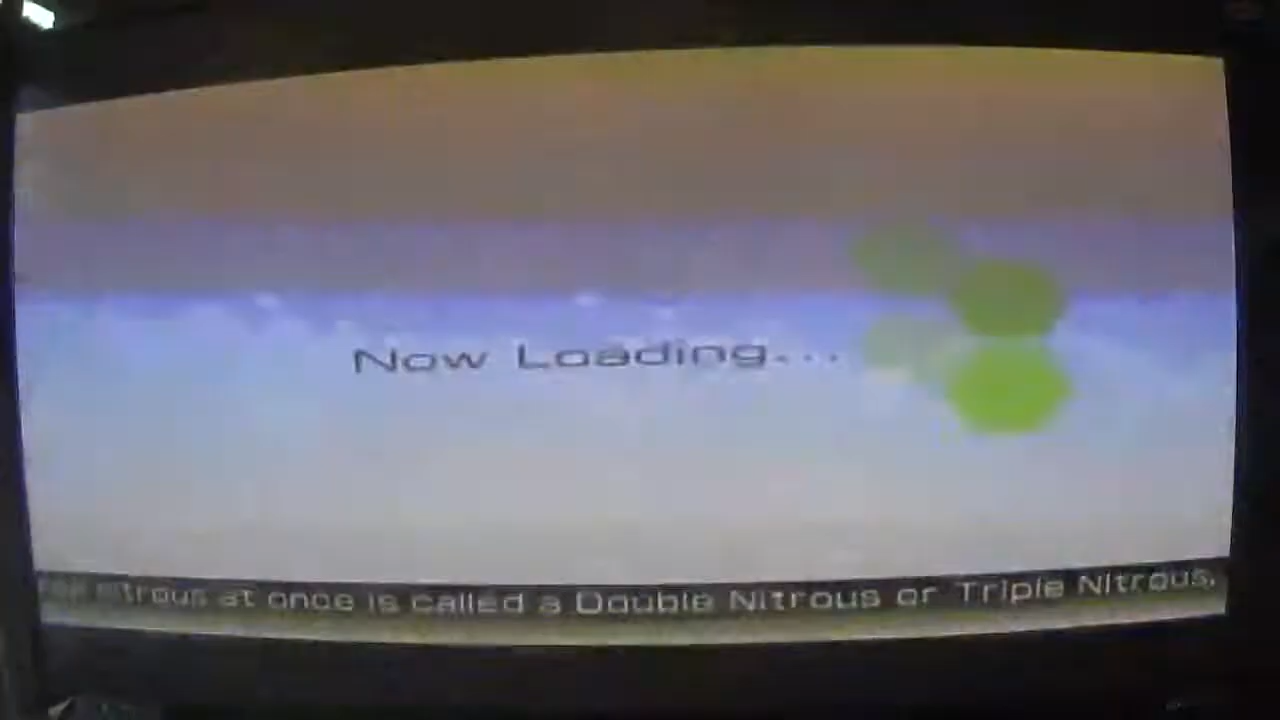 Now Loading...
nitrous at once is called a Double Nitrous or Triple Nitrous.